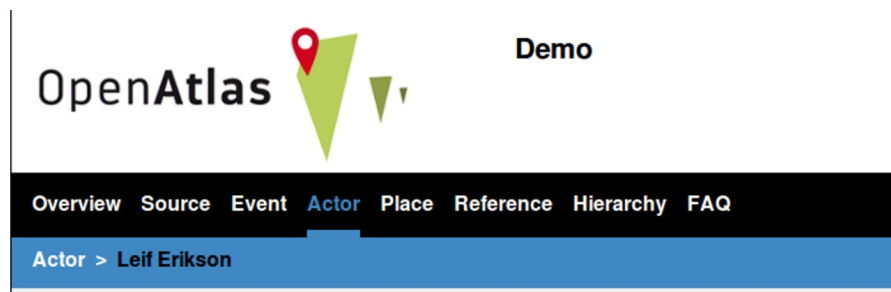 OpenAtlas
Demo
Overview Source Event Actor Place Reference Hierarchy FAQ
Actor > Leif Erikson